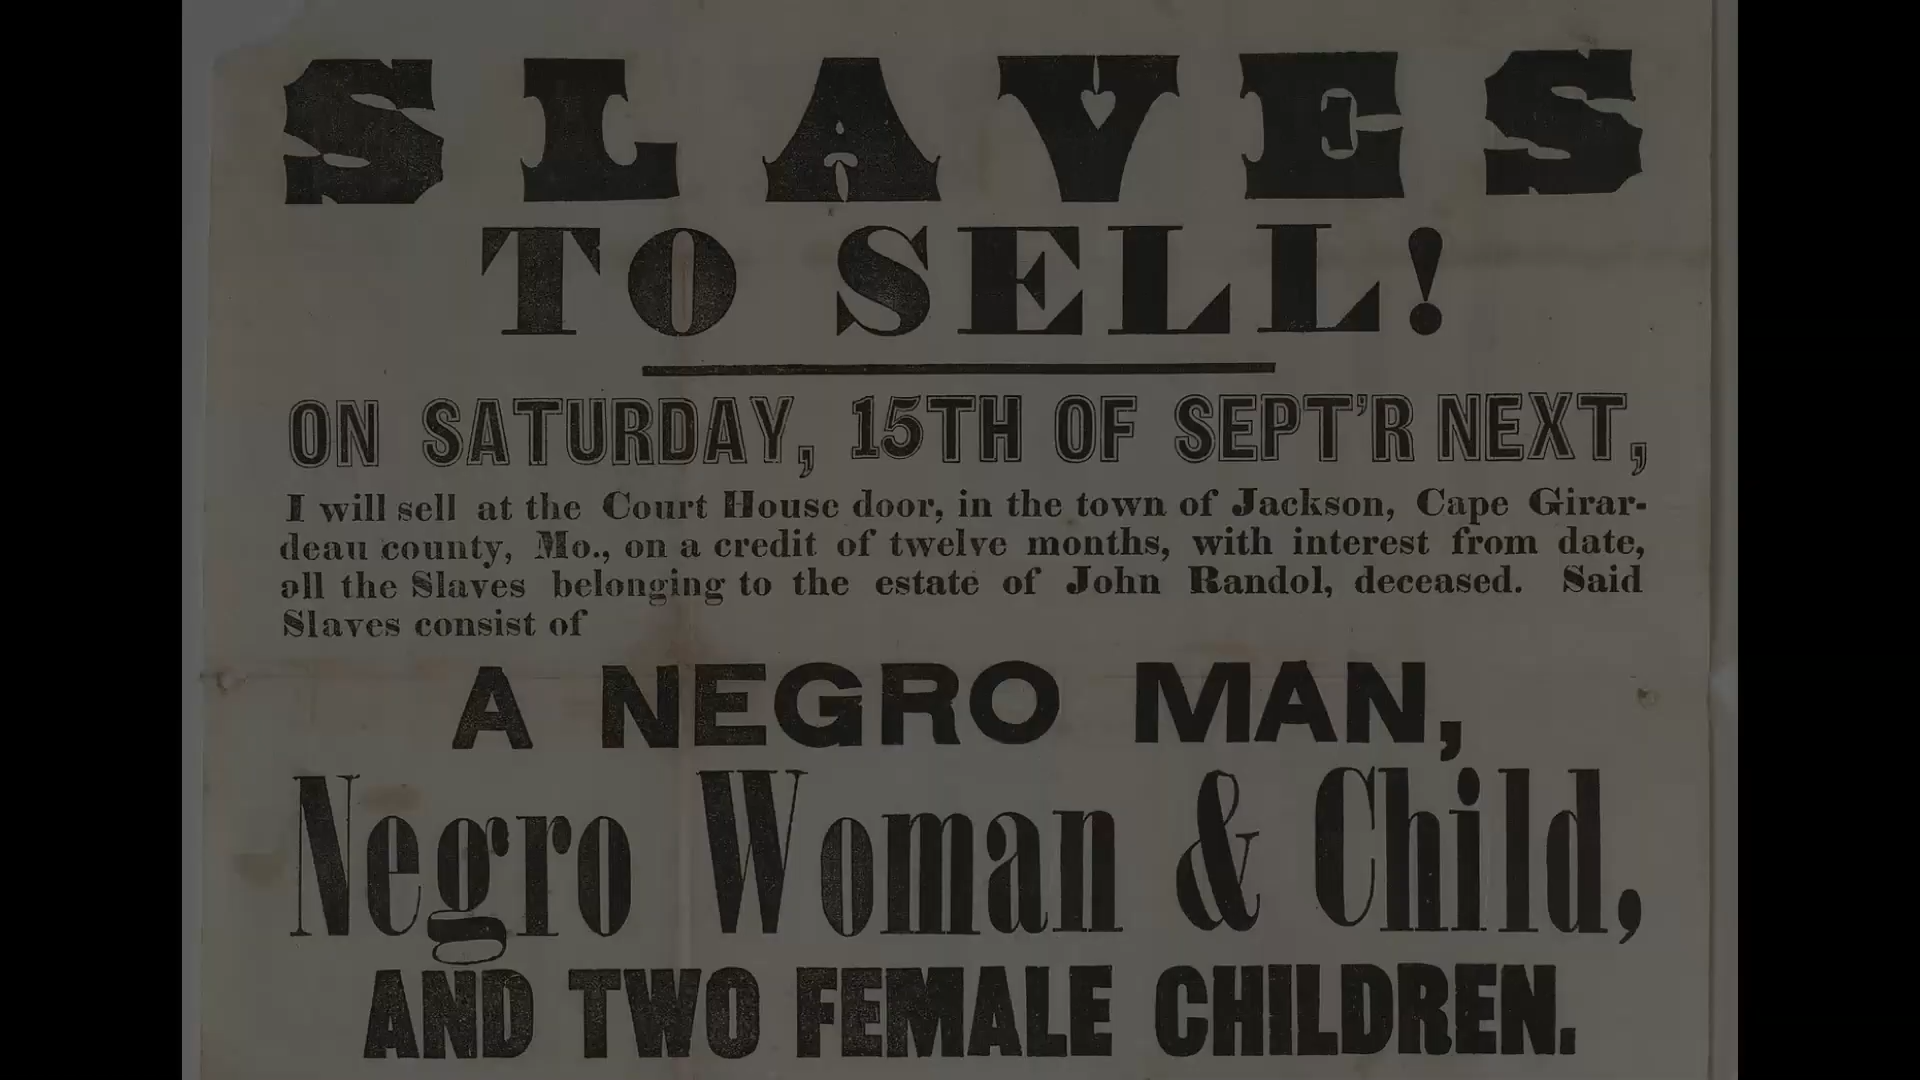 SLAVES
TO SELL!
ON SATURDAY, 15TH OF SEPT'R NEXT,
I will sell at the Court House door, in the town of Jackson, Cape Girar-
deau county, Mo., on a credit of twelve months, with interest from date,
all the Slaves belonging to the estate of John Randol, deceased. Said
Slaves consist of
A NEGRO MAN,
Negro Woman & Child,
AND TWO FEMALE CHILDREN.